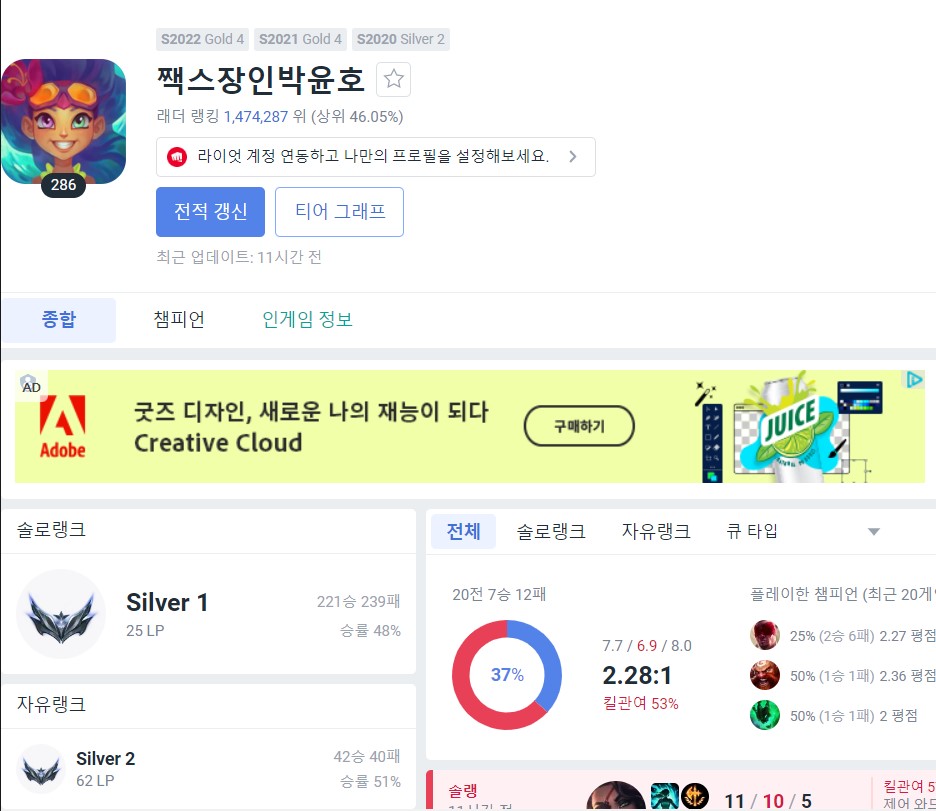 S2022 Gold 4 S2021 Gold 4 S2020 Silver 2
짹스장인박윤호
래더 랭킹 1,474,287 위 (상위 46.05%)
286
라이엇 계정 연동하고 나만의 프로필을 설정해보세요.
전적 갱신 티어 그래프
최근 업데이트: 11시간 전
종합 챔피언 인게임 정보
AD
Adobe
굿즈 디자인, 새로운 나의 재능이 되다
Creative Cloud
구매하기
JUICE
솔로랭크
Silver 1
25 LP
221승 239패
승률 48%
자유랭크
Silver 2
62 LP
42승 40패
승률 51%
전체 솔로랭크 자유랭크 큐 타입
20전 7승 12패
37%
7.7 / 6.9 / 8.0
2.28:1
킬관여 53%
플레이한 챔피언 (최근 20게
25% (2승 6패) 2.27 평점
50% (1승 1패) 2.36 평점
50% (1승 1패) 2 평점
솔랭
11시간 전
11 / 10 / 5
킬관여 5
제어 와드